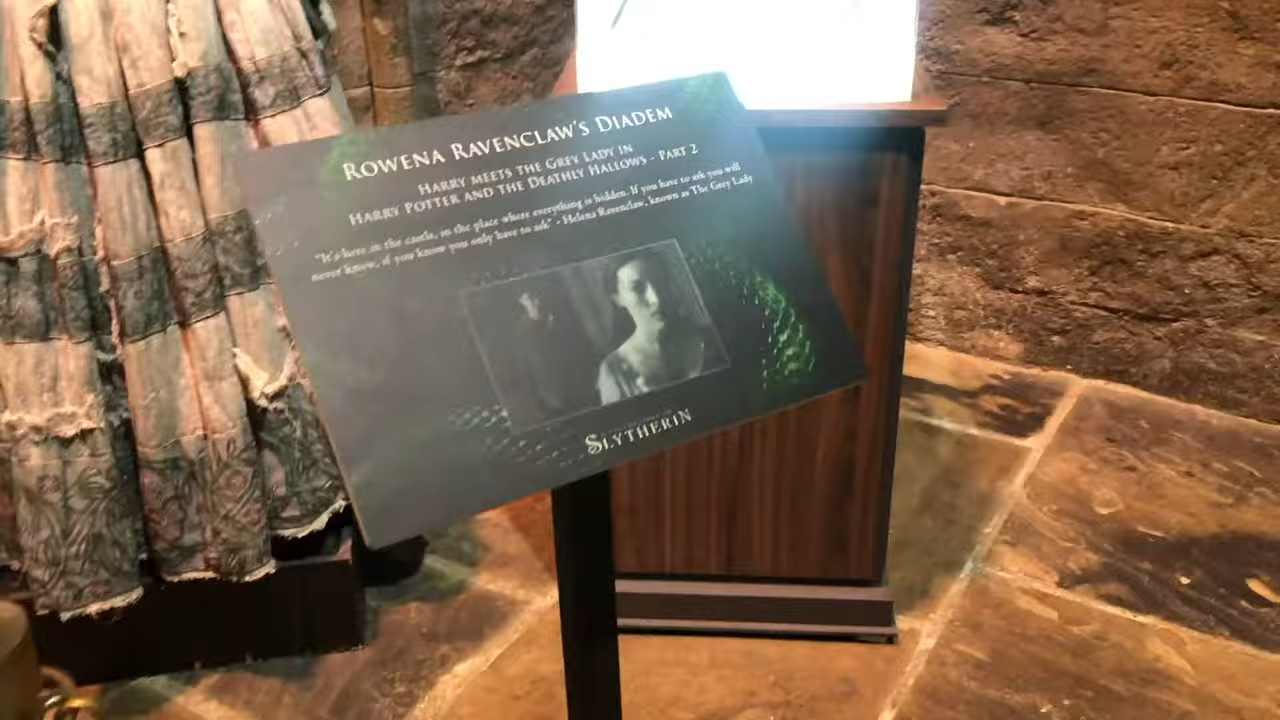 ROWENA RAVENCLAW'S DIADEM
HARRY MEETS THE GREY LADY IN
HARRY POTTER AND THE DEATHLY HALLOWS - PART 2
"It's here in the castle, in the place where everything is hidden. If you have to ask you will
never know, if you know you only have to ask" - Helena Ravenclaw, known as The Grey Lady
SLYTHERIN